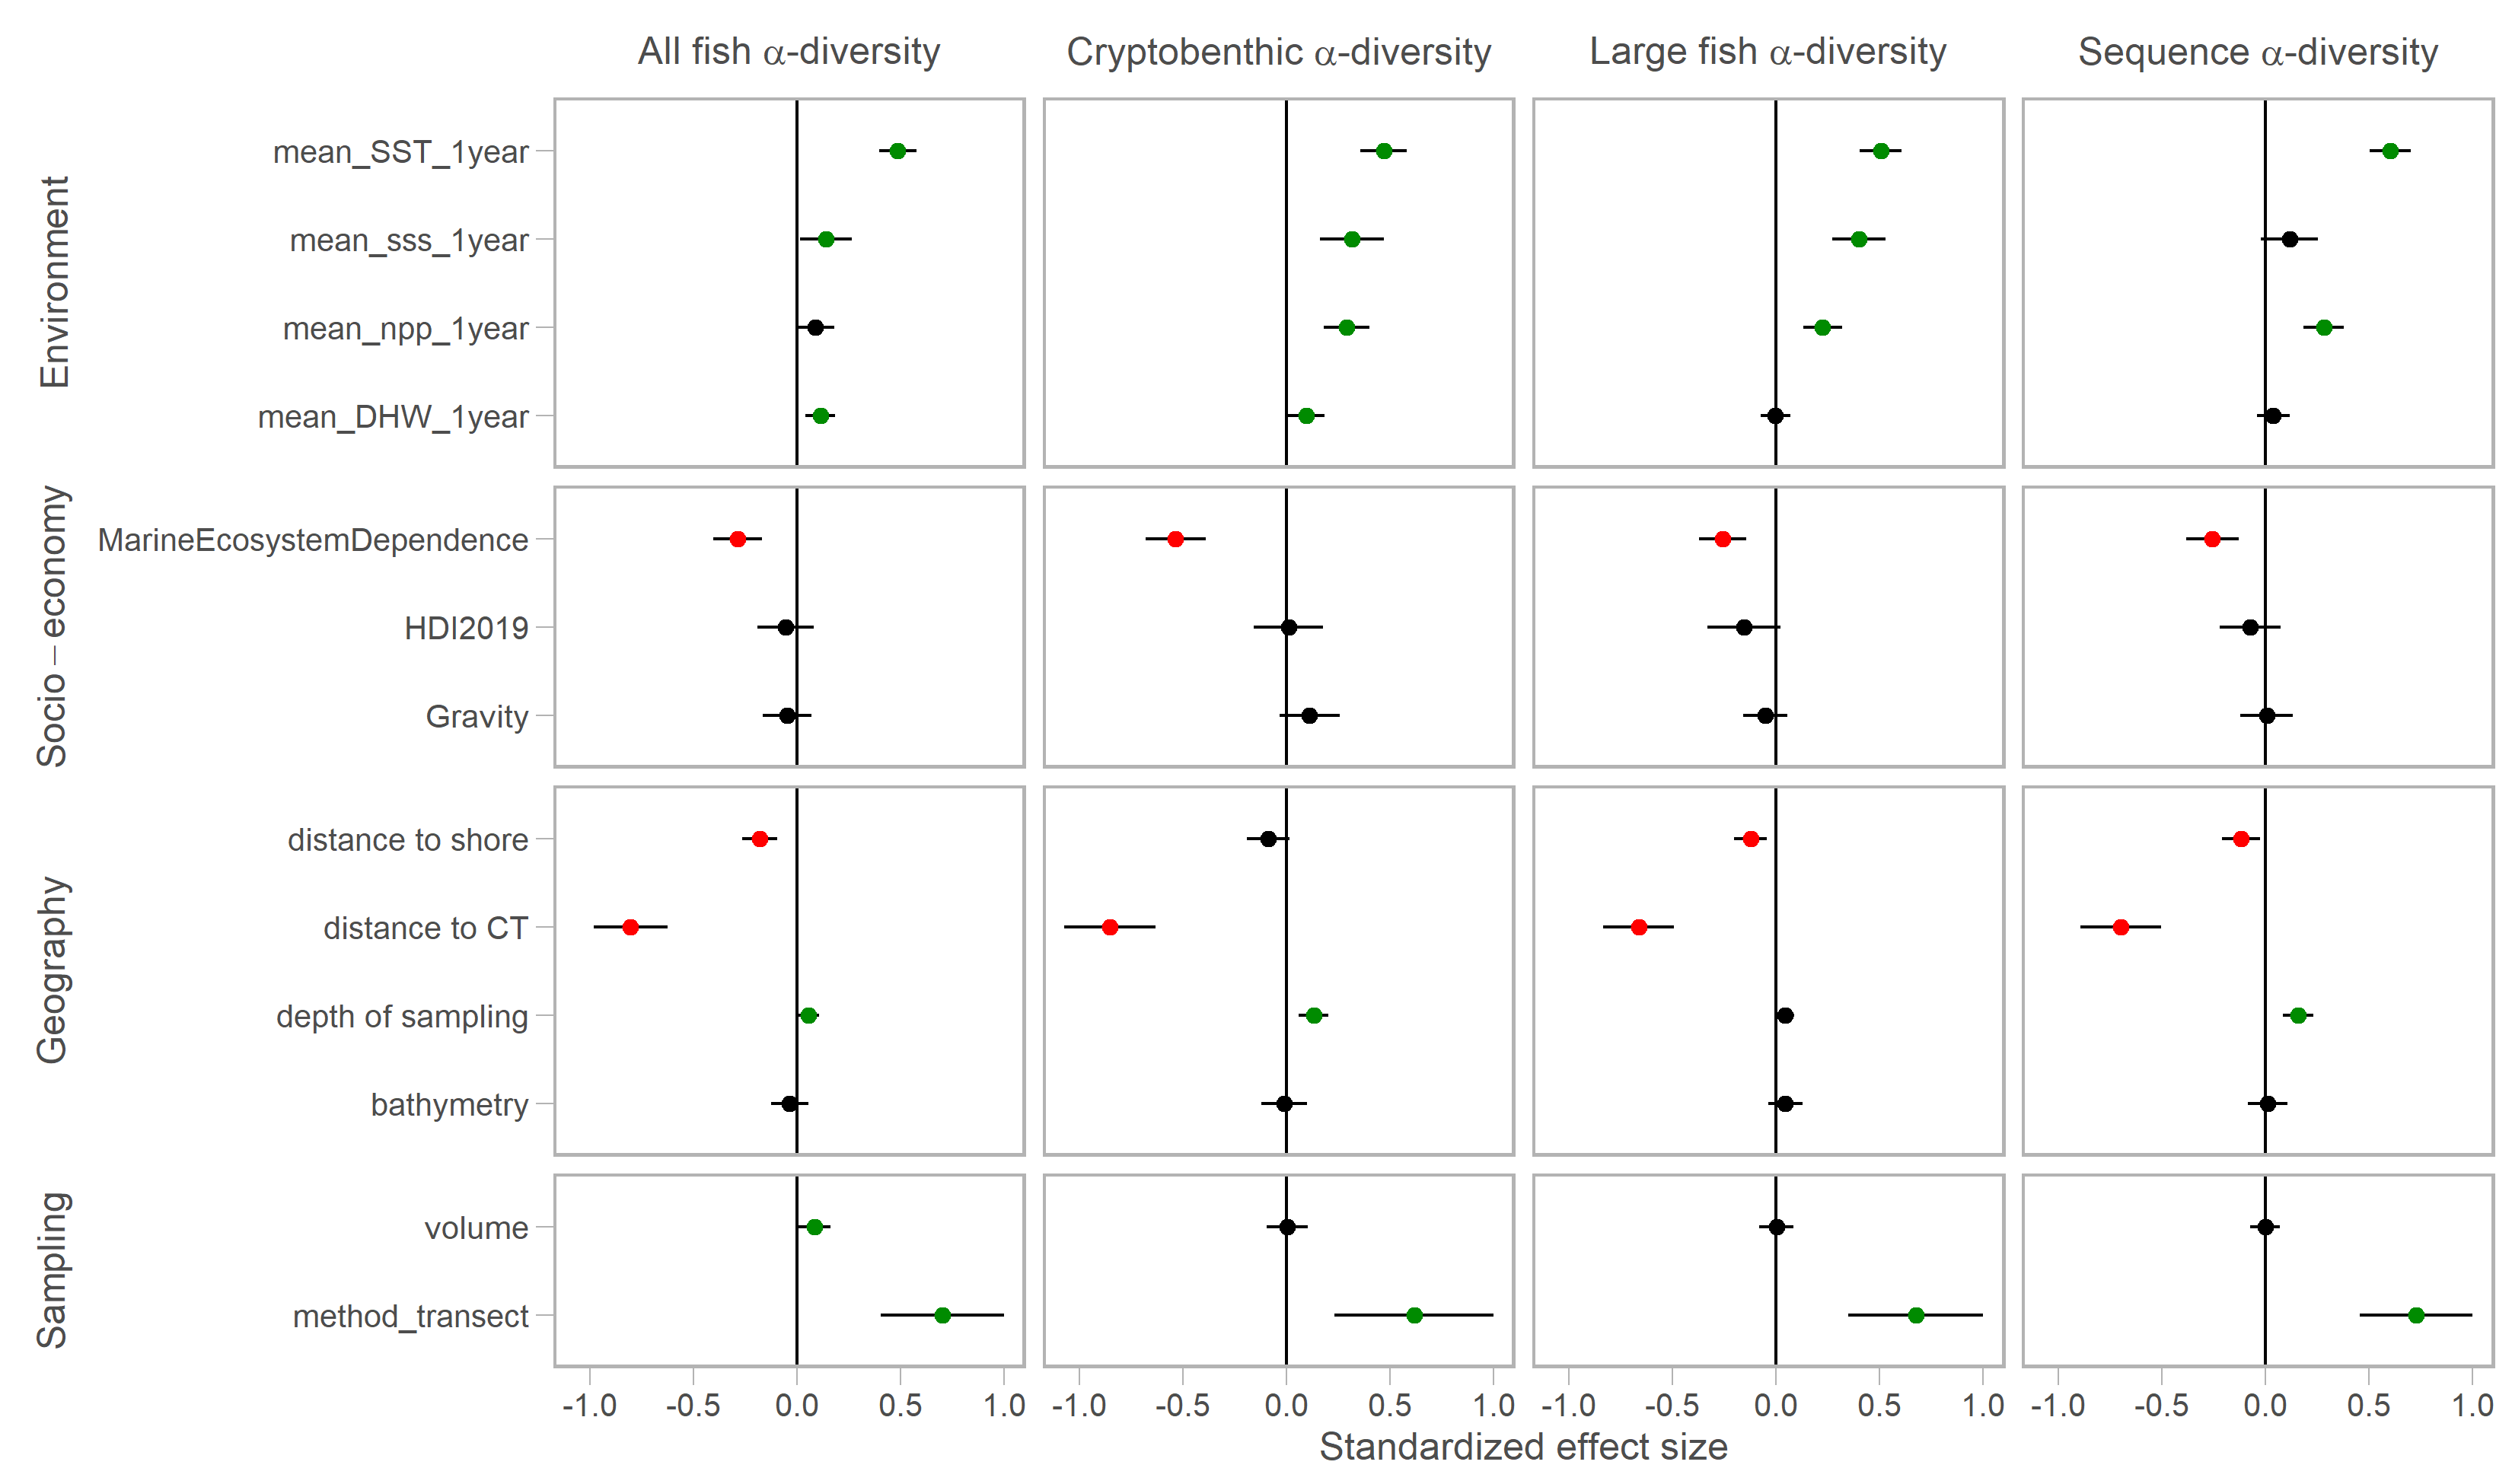 All fish α-diversity
Cryptobenthic α-diversity
Large fish α-diversity
Sequence α-diversity
Environment
mean_SST_1year
mean_sss_1year
mean_npp_1year
mean_DHW_1year
Socio – economy
MarineEcosystemDependence
HDI2019
Gravity
Geography
distance to shore
distance to CT
depth of sampling
bathymetry
Sampling
volume
method_transect
-1.0 -0.5 0.0 0.5 1.0
-1.0 -0.5 0.0 0.5 1.0
-1.0 -0.5 0.0 0.5 1.0
-1.0 -0.5 0.0 0.5 1.0
Standardized effect size